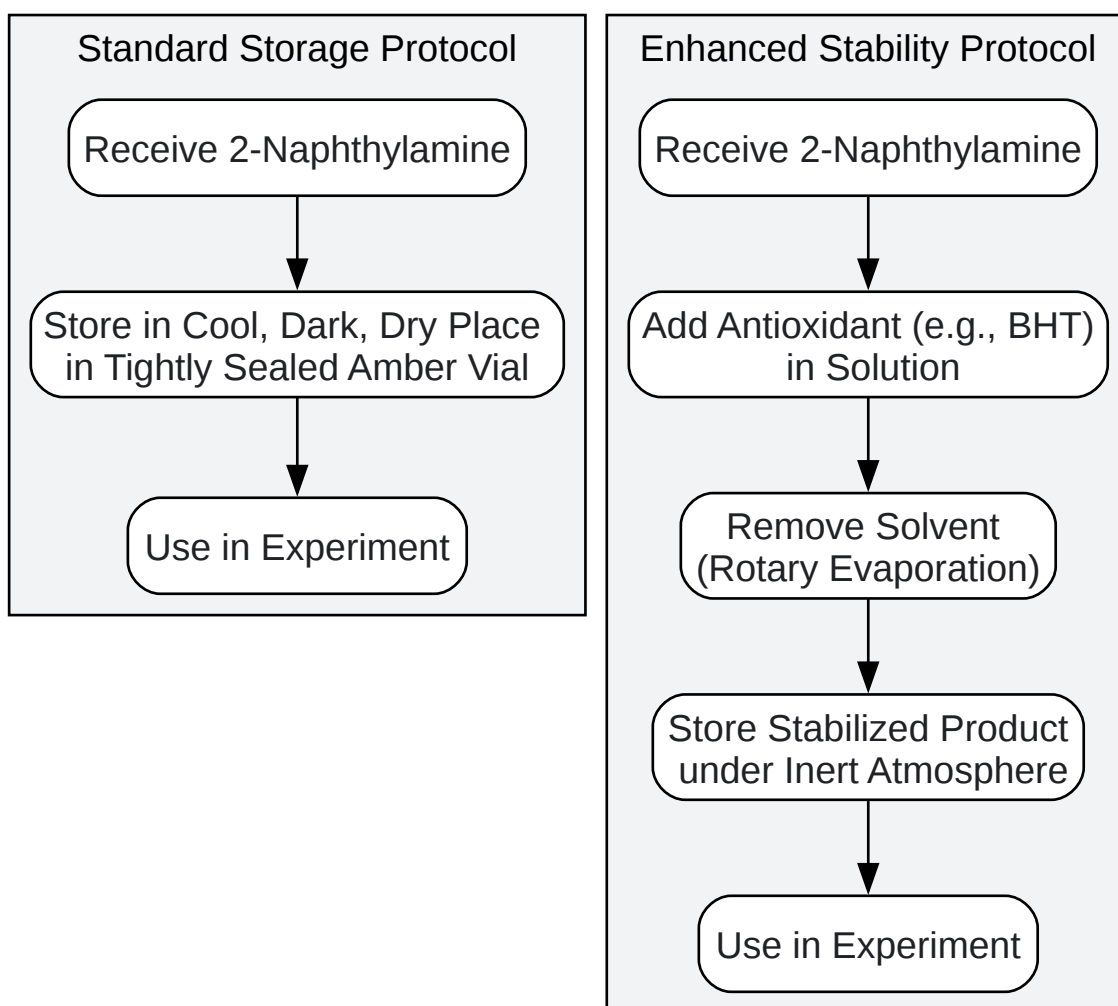 Standard Storage Protocol
Receive 2-Naphthylamine
Store in Cool, Dark, Dry Place
in Tightly Sealed Amber Vial
Use in Experiment
Enhanced Stability Protocol
Receive 2-Naphthylamine
Add Antioxidant (e.g., BHT)
in Solution
Remove Solvent
(Rotary Evaporation)
Store Stabilized Product
under Inert Atmosphere
Use in Experiment